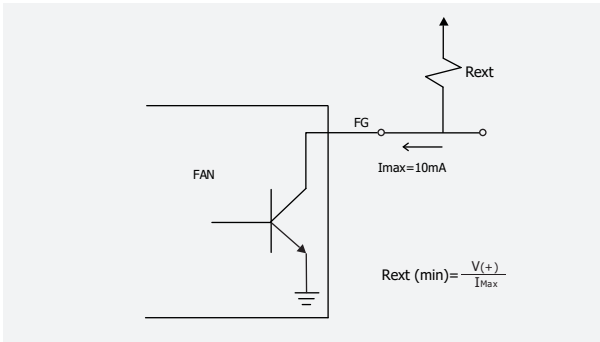 Rext
FG
FAN
Imax=10mA
Rext (min)= V(+) / IMax